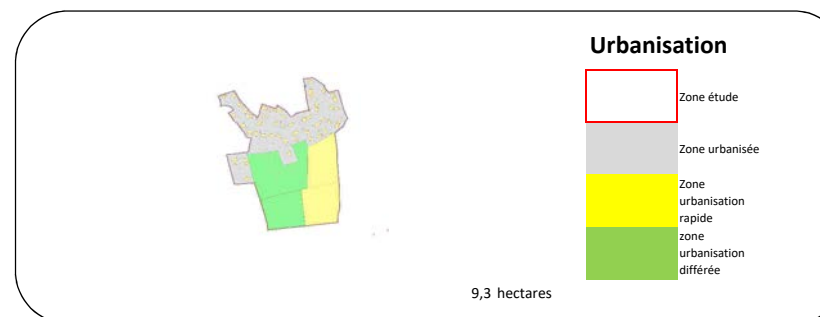 Urbanisation
Zone étude
Zone urbanisée
Zone
urbanisation
rapide
zone
urbanisation
différée
9,3 hectares